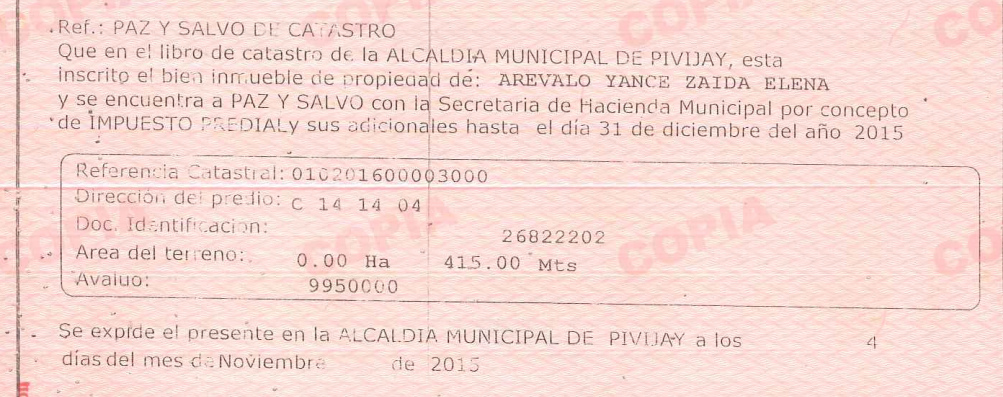 Ref.: PAZ Y SALVO DE CATASTRO
Que en el libro de catastro de la ALCALDIA MUNICIPAL DE PIVIJAY, esta
inscrito el bien inmueble de propiedad de: AREVALO YANCE ZAIDA ELENA
y se encuentra a PAZ Y SALVO con la Secretaria de Hacienda Municipal por concepto
de IMPUESTO PREDIALy sus adicionales hasta el día 31 de diciembre del año 2015
Referencia Catastral: 010201600003000
Dirección del predio: C 14 14 04
Doc. Identificacion: 26822202
Area del terreno: 0.00 Ha 415.00 Mts
Avaluo: 9950000
Se expide el presente en la ALCALDIA MUNICIPAL DE PIVIJAY a los 4
días del mes de Noviembre de 2015
COPIA
COPIA
COPIA
COPIA